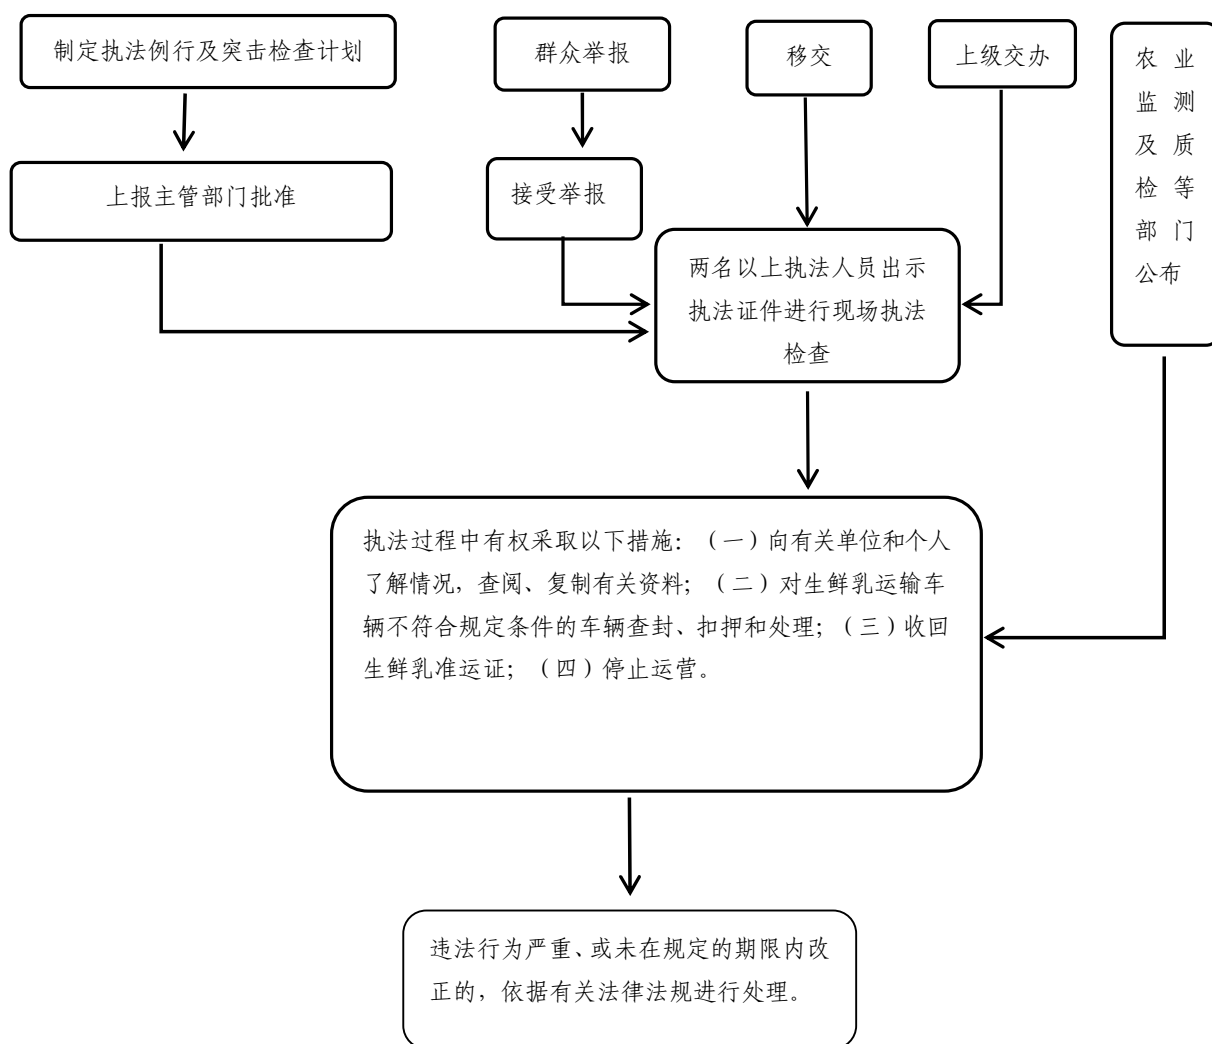 制定执法例行及突击检查计划
群众举报
移交
上级交办
农业
监测
及质
检等
部门
公布
上报主管部门批准
接受举报
两名以上执法人员出示
执法证件进行现场执法
检查
执法过程中有权采取以下措施：（一）向有关单位和个人
了解情况，查阅、复制有关资料；（二）对生鲜乳运输车
辆不符合规定条件的车辆查封、扣押和处理；（三）收回
生鲜乳准运证；（四）停止运营。
违法行为严重、或未在规定的期限内改
正的，依据有关法律法规进行处理。